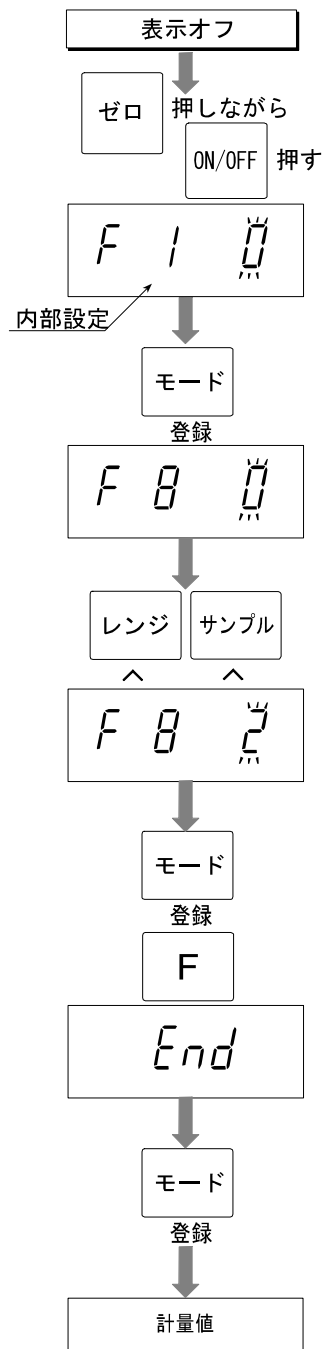 表示オフ
ゼロ 押しながら
ON/OFF 押す
F 1 0
内部設定
モード
登録
F 8 0
レンジ サンプル
^ ^
F 8 2
モード
登録
F
End
モード
登録
計量値